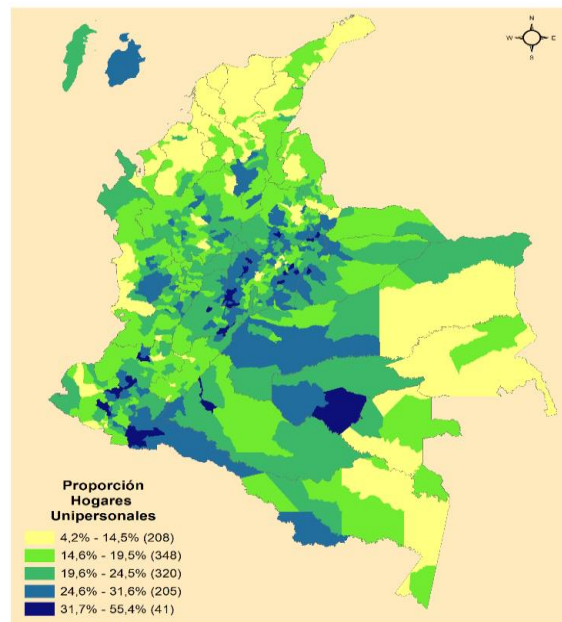 N
W E
S
Proporción
Hogares
Unipersonales
4,2% - 14,5% (208)
14,6% - 19,5% (348)
19,6% - 24,5% (320)
24,6% - 31,6% (205)
31,7% - 55,4% (41)